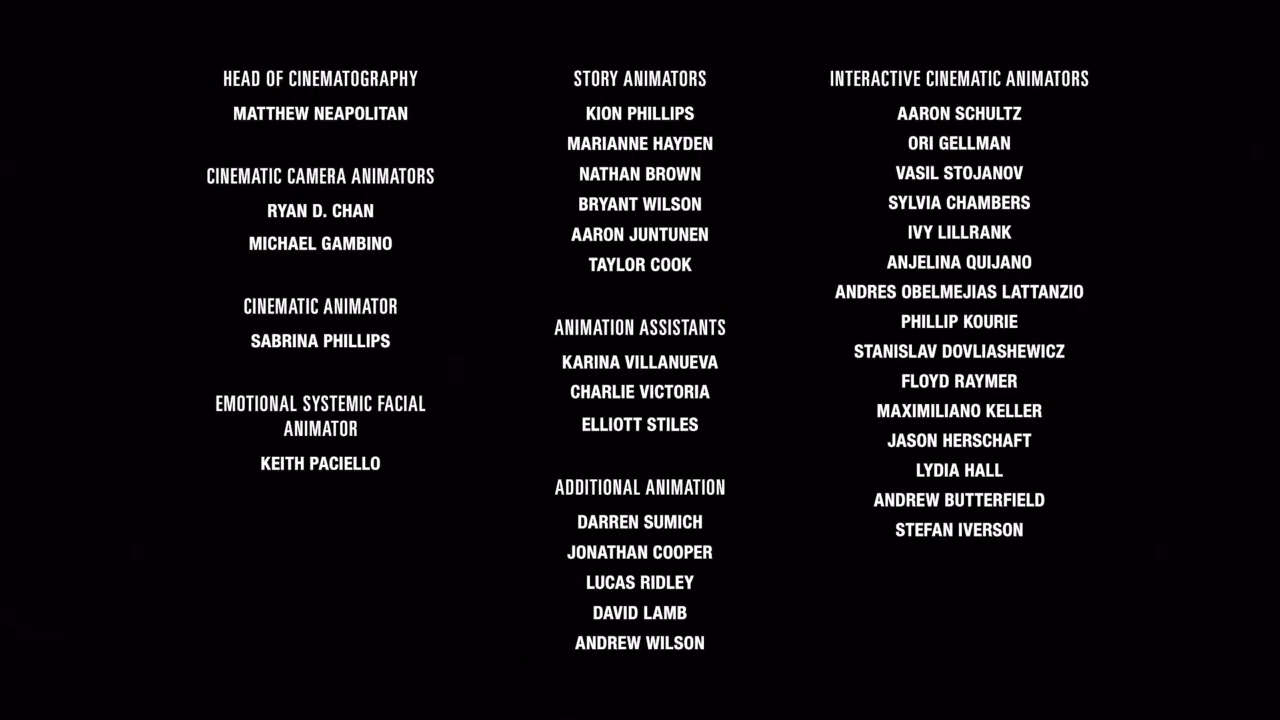 HEAD OF CINEMATOGRAPHY
MATTHEW NEAPOLITAN
CINEMATIC CAMERA ANIMATORS
RYAN D. CHAN
MICHAEL GAMBINO
CINEMATIC ANIMATOR
SABRINA PHILLIPS
EMOTIONAL SYSTEMIC FACIAL
ANIMATOR
KEITH PACIELLO
STORY ANIMATORS
KION PHILLIPS
MARIANNE HAYDEN
NATHAN BROWN
BRYANT WILSON
AARON JUNTUNEN
TAYLOR COOK
ANIMATION ASSISTANTS
KARINA VILLANUEVA
CHARLIE VICTORIA
ELLIOTT STILES
ADDITIONAL ANIMATION
DARREN SUMICH
JONATHAN COOPER
LUCAS RIDLEY
DAVID LAMB
ANDREW WILSON
INTERACTIVE CINEMATIC ANIMATORS
AARON SCHULTZ
ORI GELLMAN
VASIL STOJANOV
SYLVIA CHAMBERS
IVY LILLRANK
ANJELINA QUIJANO
ANDRES OBELMEJIAS LATTANZIO
PHILLIP KOURIE
STANISLAV DOVLIASHEWICZ
FLOYD RAYMER
MAXIMILIANO KELLER
JASON HERSCHAFT
LYDIA HALL
ANDREW BUTTERFIELD
STEFAN IVERSON